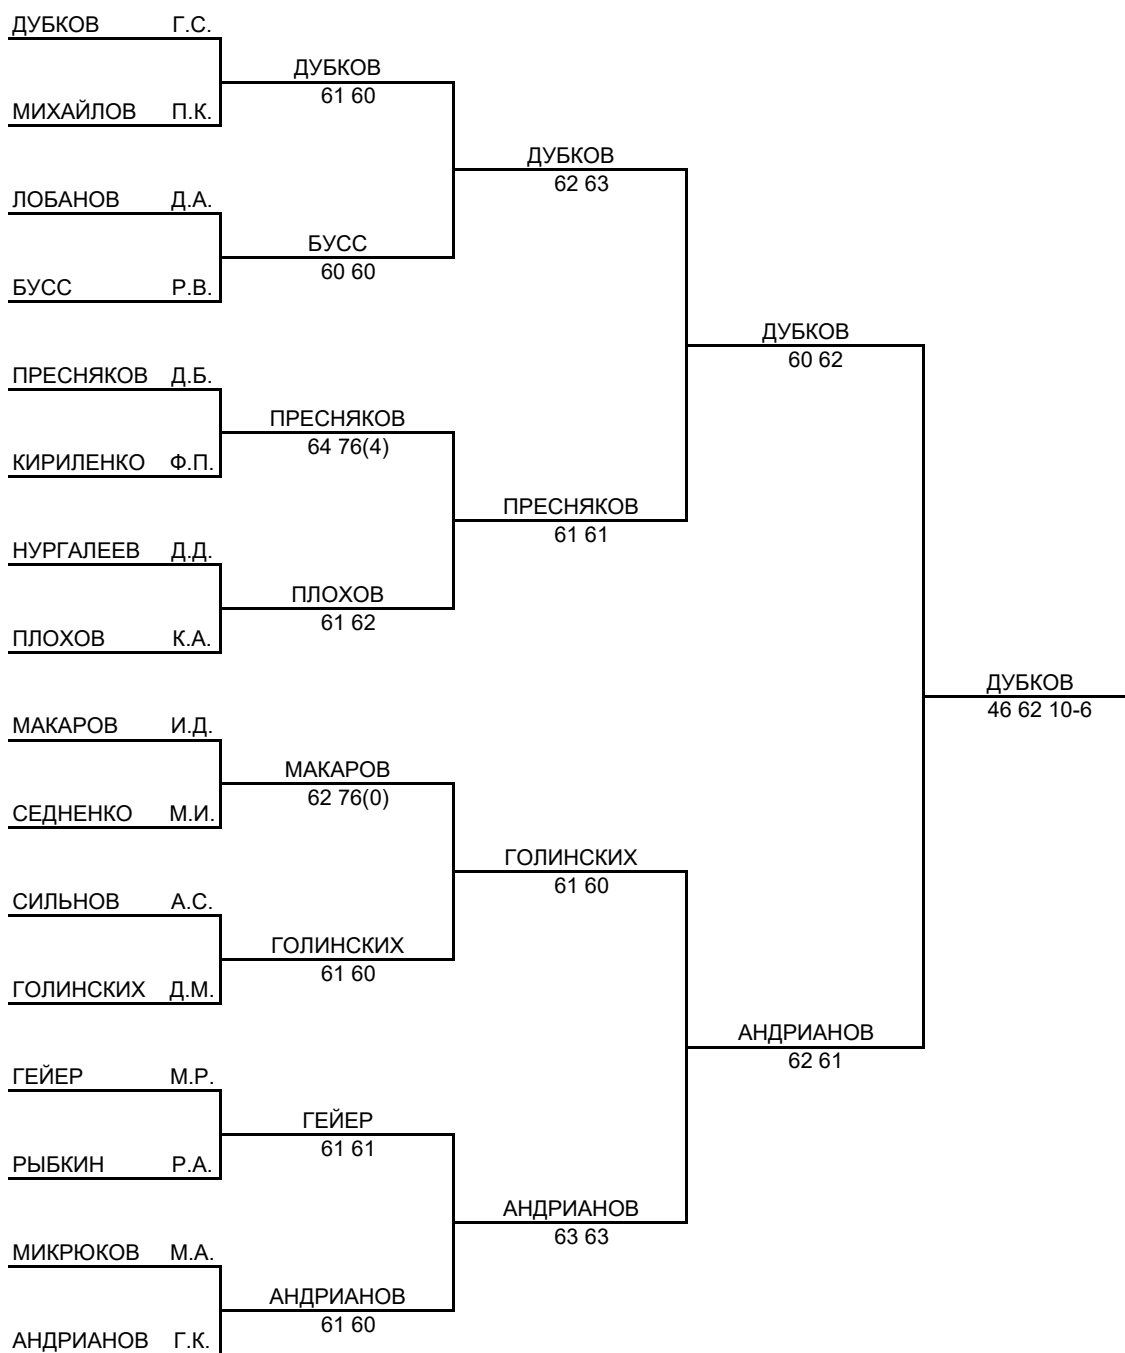 ДУБКОВ Г.С.
ДУБКОВ
61 60
МИХАЙЛОВ П.К.
ДУБКОВ
62 63
ЛОБАНОВ Д.А.
БУСС
60 60
БУСС Р.В.
ДУБКОВ
60 62
ПРЕСНЯКОВ Д.Б.
ПРЕСНЯКОВ
64 76(4)
КИРИЛЕНКО Ф.П.
ПРЕСНЯКОВ
61 61
НУРГАЛЕЕВ Д.Д.
ПЛОХОВ
61 62
ПЛОХОВ К.А.
ДУБКОВ
46 62 10-6
МАКАРОВ И.Д.
МАКАРОВ
62 76(0)
СЕДНЕНКО М.И.
ГОЛИНСКИХ
61 60
СИЛЬНОВ А.С.
ГОЛИНСКИХ
61 60
ГОЛИНСКИХ Д.М.
АНДРИАНОВ
62 61
ГЕЙЕР М.Р.
ГЕЙЕР
61 61
РЫБКИН Р.А.
АНДРИАНОВ
63 63
МИКРЮКОВ М.А.
АНДРИАНОВ
61 60
АНДРИАНОВ Г.К.